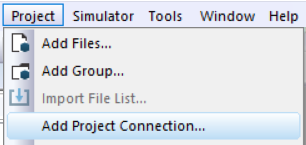 Project Simulator Tools Window Help
Add Files...
Add Group...
Import File List...
Add Project Connection...